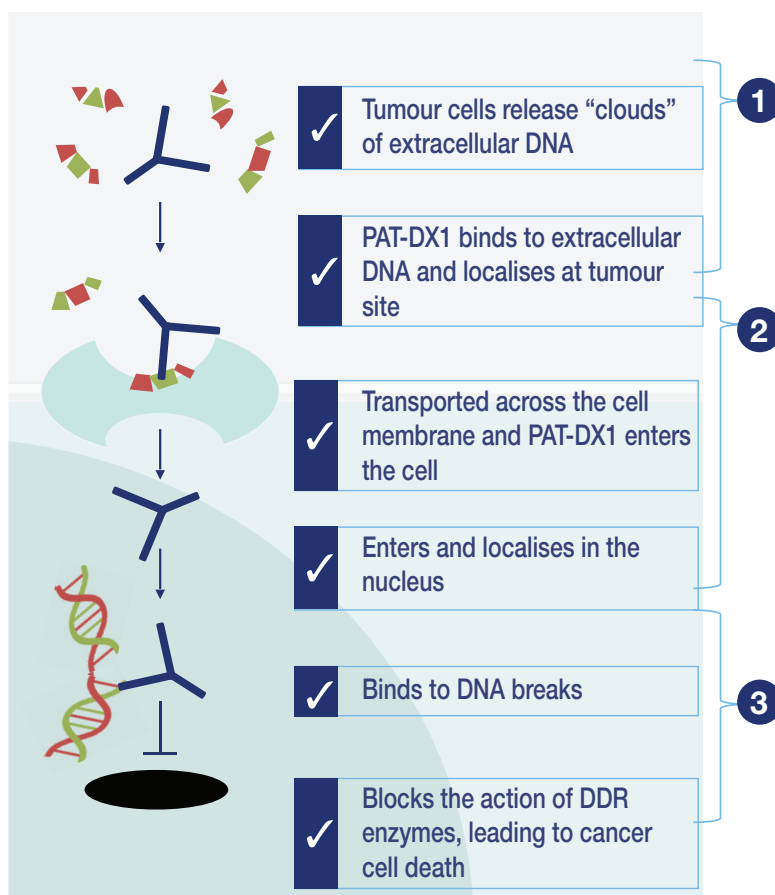 1
✓ Tumour cells release “clouds”
of extracellular DNA
✓ PAT-DX1 binds to extracellular
DNA and localises at tumour
site
2
✓ Transported across the cell
membrane and PAT-DX1 enters
the cell
✓ Enters and localises in the
nucleus
✓ Binds to DNA breaks
3
✓ Blocks the action of DDR
enzymes, leading to cancer
cell death